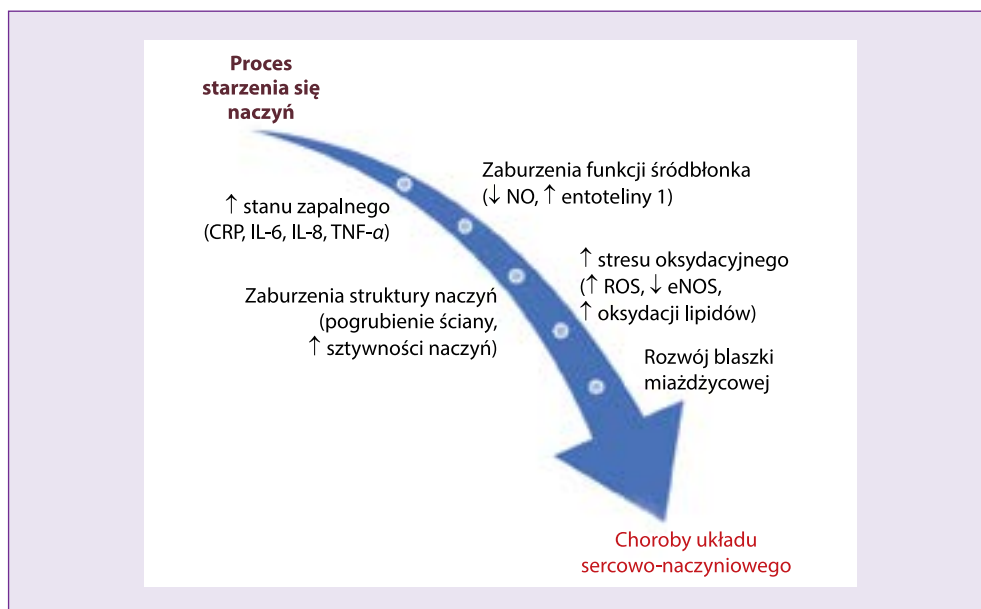 Proces
starzenia się
naczyń
Zaburzenia funkcji śródbłonka
(↓ NO, ↑ entoteliny 1)
↑ stanu zapalnego
(CRP, IL-6, IL-8, TNF-α)
↑ stresu oksydacyjnego
(↑ ROS, ↓ eNOS,
↑ oksydacji lipidów)
Zaburzenia struktury naczyń
(pogrubienie ściany,
↑ sztywności naczyń)
Rozwój blaszki
miażdżycowej
Choroby układu
sercowo-naczyniowego